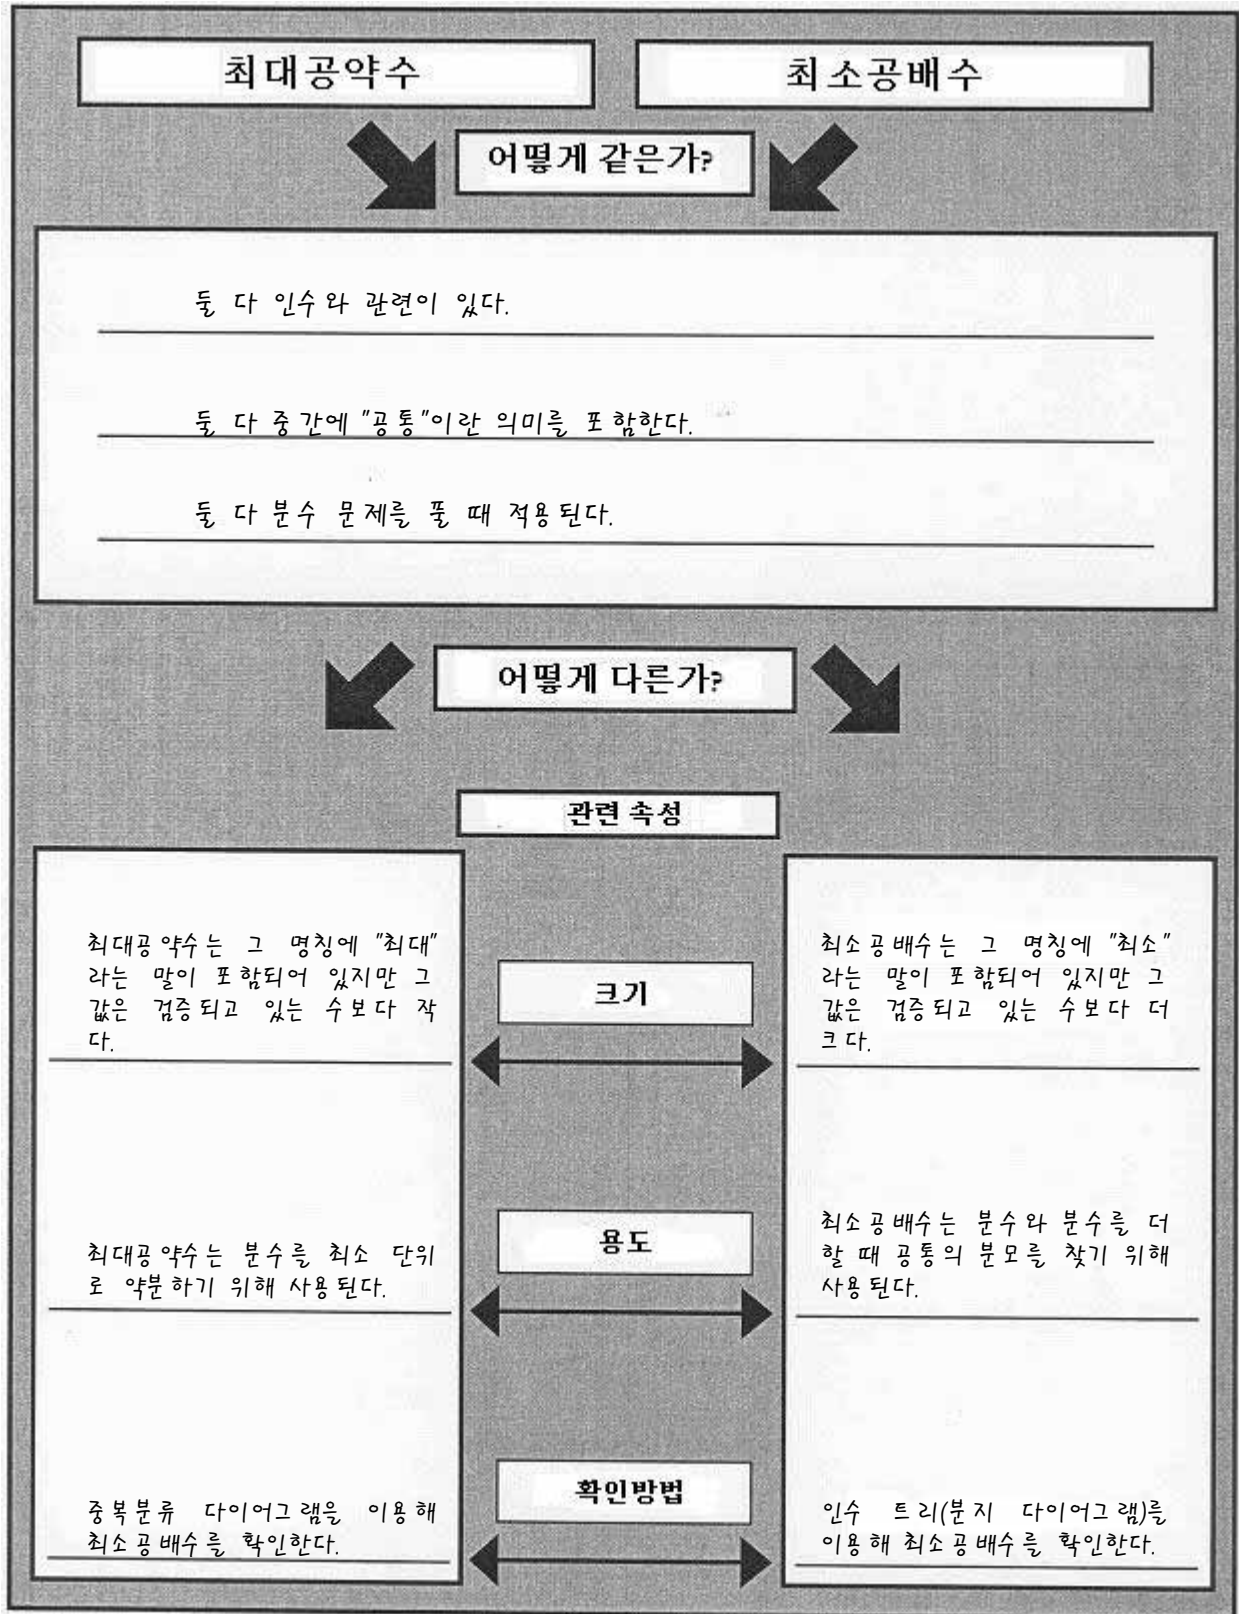 최대공약수
최소공배수
어떻게 같은가?
둘 다 인수와 관련이 있다.
둘 다 중간에 "공통"이란 의미를 포함한다.
둘 다 분수 문제를 풀 때 적용된다.
어떻게 다른가?
관련 속성
최대공약수는 그 명칭에 "최대"
라는 말이 포함되어 있지만 그
값은 검증되고 있는 수보다 작
다.
크기
최소공배수는 그 명칭에 "최소"
라는 말이 포함되어 있지만 그
값은 검증되고 있는 수보다 더
크다.
최대공약수는 분수를 최소 단위
로 약분하기 위해 사용된다.
용도
최소공배수는 분수와 분수를 더
할 때 공통의 분모를 찾기 위해
사용된다.
중복분류 다이어그램을 이용해
최소공배수를 확인한다.
확인방법
인수 트리(분지 다이어그램)를
이용해 최소공배수를 확인한다.